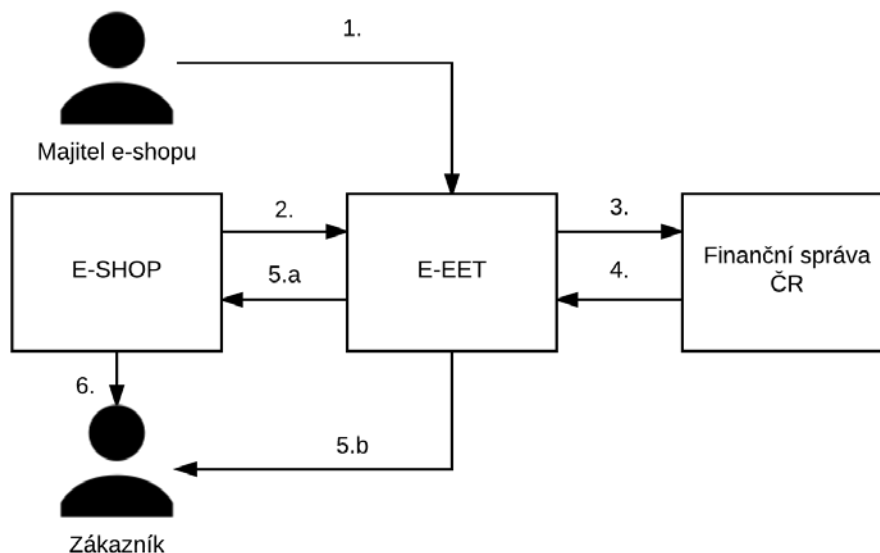 1.
Majitel e-shopu
E-SHOP
2.
5.a
E-EET
3.
4.
Finanční správa
ČR
6.
5.b
Zákazník